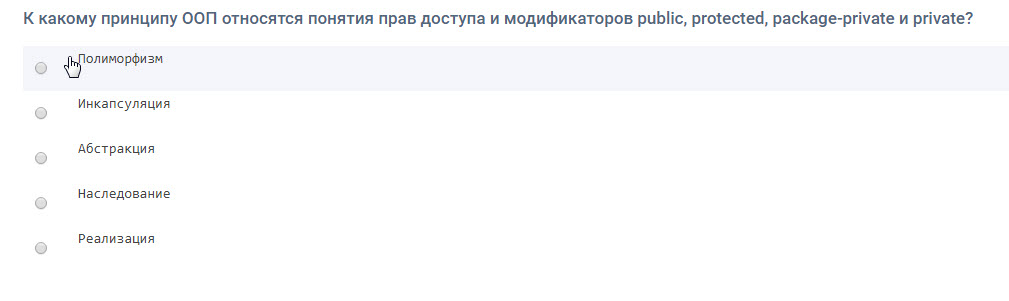 К какому принципу ООП относятся понятия прав доступа и модификаторов public, protected, package-private и private?
Полиморфизм
Инкапсуляция
Абстракция
Наследование
Реализация